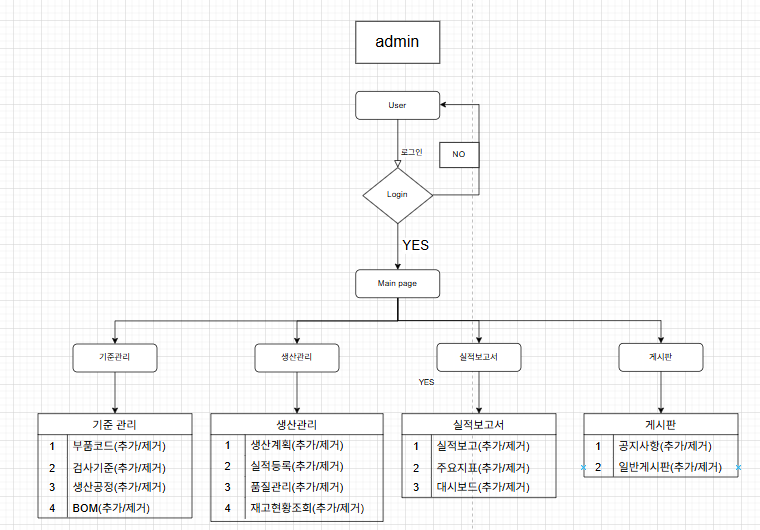 admin
User
로그인
NO
Login
YES
Main page
기준관리
생산관리
실적보고서
게시판
YES
기준 관리
1 부품코드(추가/제거)
2 검사기준(추가/제거)
3 생산공정(추가/제거)
4 BOM(추가/제거)
생산관리
1 생산계획(추가/제거)
2 실적등록(추가/제거)
3 품질관리(추가/제거)
4 재고현황조회(추가/제거)
실적보고서
1 실적보고(추가/제거)
2 주요지표(추가/제거)
3 대시보드(추가/제거)
게시판
1 공지사항(추가/제거)
2 일반게시판(추가/제거)